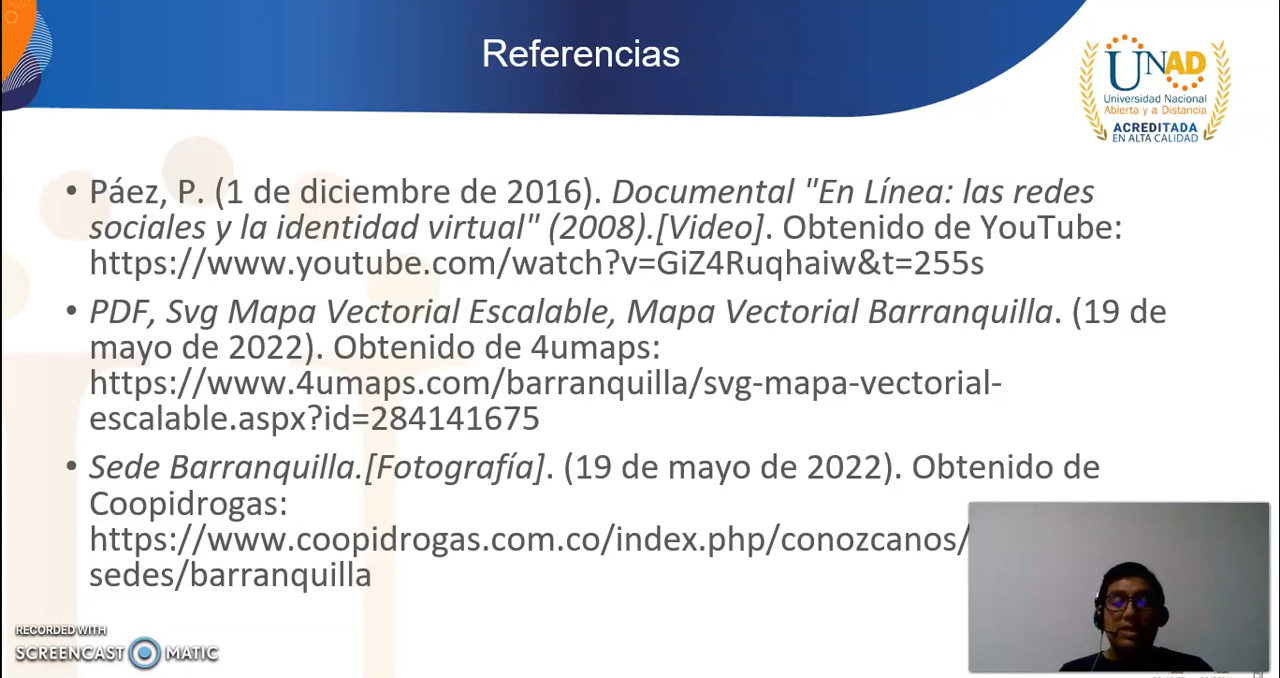 Referencias
UNAD
Universidad Nacional
Abierta y a Distancia
ACREDITADA
EN ALTA CALIDAD
• Páez, P. (1 de diciembre de 2016). Documental "En Línea: las redes
sociales y la identidad virtual" (2008).[Video]. Obtenido de YouTube:
https://www.youtube.com/watch?v=GiZ4Ruqhaiw&t=255s
• PDF, Svg Mapa Vectorial Escalable, Mapa Vectorial Barranquilla. (19 de
mayo de 2022). Obtenido de 4umaps:
https://www.4umaps.com/barranquilla/svg-mapa-vectorial-
escalable.aspx?id=284141675
• Sede Barranquilla.[Fotografía]. (19 de mayo de 2022). Obtenido de
Coopidrogas:
https://www.coopidrogas.com.co/index.php/conozcanos/
sedes/barranquilla
RECORDED WITH
SCREENCAST MATIC